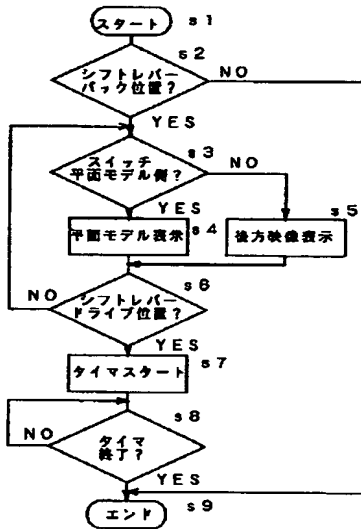 スタート
s1
s2
シフトレバー
バック位置?
NO
YES
s3
スイッチ
平面モデル側?
NO
YES
s4
平面モデル表示
s5
後方映像表示
s6
シフトレバー
ドライブ位置?
NO
YES
s7
タイマスタート
s8
タイマ
終了?
NO
YES
s9
エンド